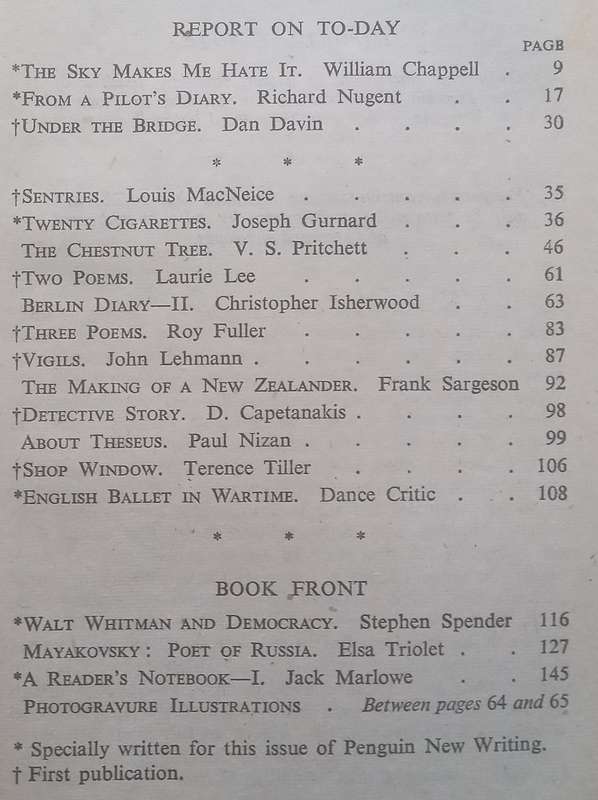 REPORT ON TO-DAY
PAGE
*THE SKY MAKES ME HATE IT. William Chappell . 9
*FROM A PILOT'S DIARY. Richard Nugent . . 17
†UNDER THE BRIDGE. Dan Davin . . . . 30
* * *
†SENTRIES. Louis MacNeice . . . . . 35
*TWENTY CIGARETTES. Joseph Gurnard . . . 36
THE CHESTNUT TREE. V. S. Pritchett . . . 46
†TWO POEMS. Laurie Lee . . . . . 61
BERLIN DIARY—II. Christopher Isherwood . . 63
†THREE POEMS. Roy Fuller . . . . . 83
†VIGILS. John Lehmann . . . . . . 87
THE MAKING OF A NEW ZEALANDER. Frank Sargeson 92
†DETECTIVE STORY. D. Capetanakis . . . . 98
ABOUT THESEUS. Paul Nizan . . . . . 99
†SHOP WINDOW. Terence Tiller . . . . 106
*ENGLISH BALLET IN WARTIME. Dance Critic . . 108
* * *
BOOK FRONT
*WALT WHITMAN AND DEMOCRACY. Stephen Spender 116
MAYAKOVSKY: POET OF RUSSIA. Elsa Triolet . . 127
*A READER'S NOTEBOOK—I. Jack Marlowe . . 145
PHOTOGRAVURE ILLUSTRATIONS . Between pages 64 and 65
* Specially written for this issue of Penguin New Writing.
† First publication.